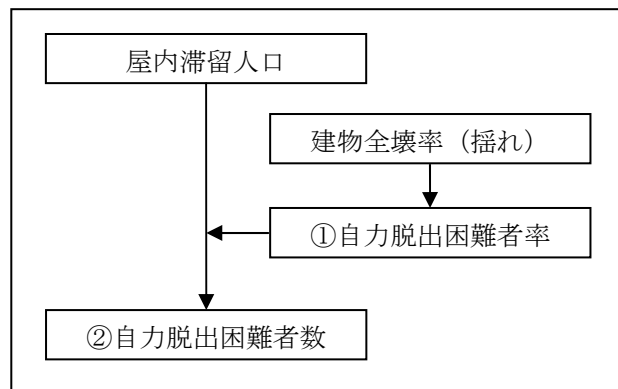 屋内滞留人口
建物全壊率（揺れ）
①自力脱出困難者率
②自力脱出困難者数